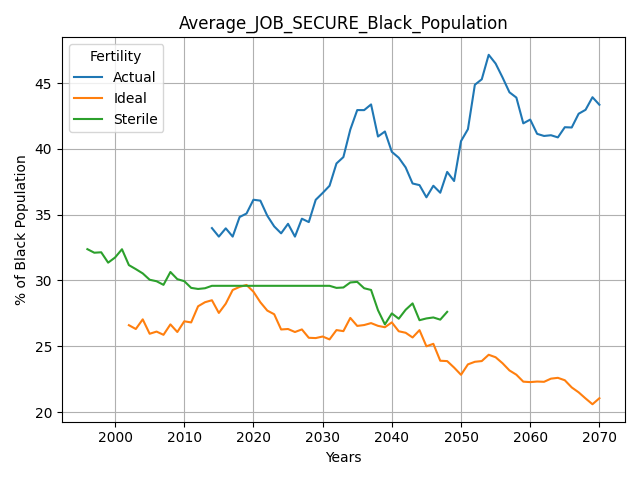 Average_JOB_SECURE_Black_Population
Fertility
Actual
Ideal
Sterile
% of Black Population
45
40
35
30
25
20
2000 2010 2020 2030 2040 2050 2060 2070
Years